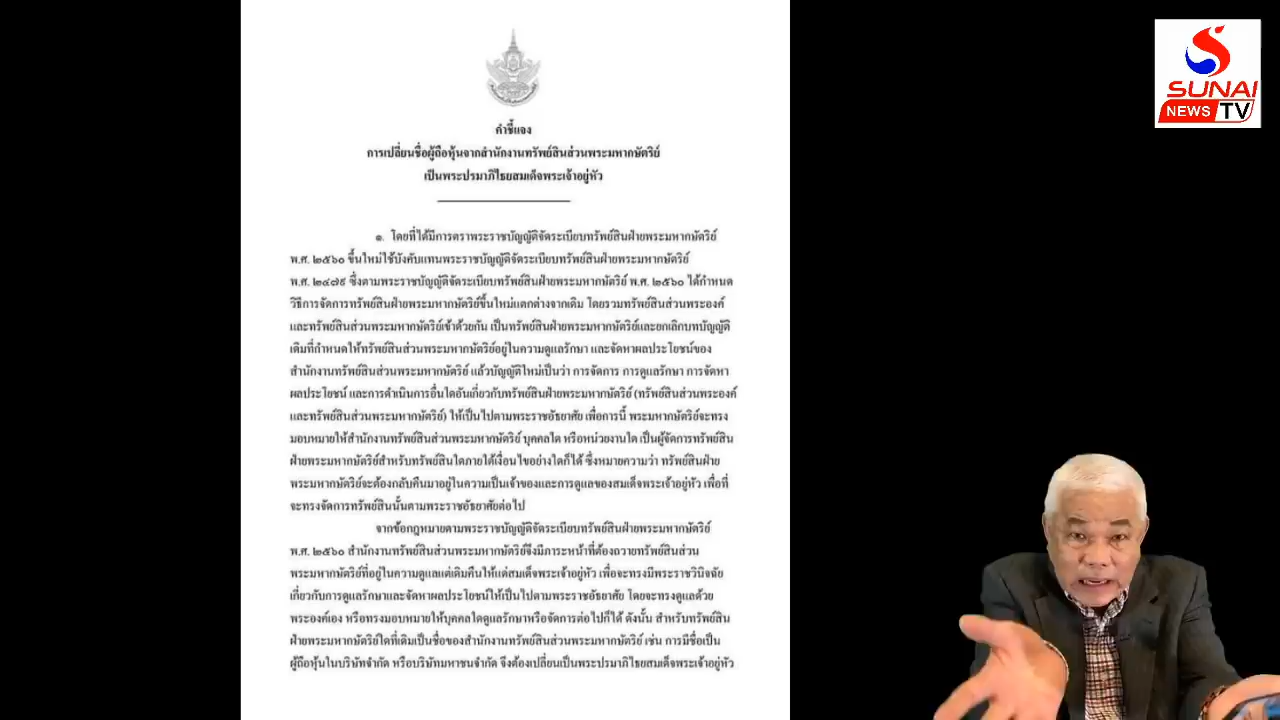 คำชี้แจง
การเปลี่ยนชื่อผู้ถือหุ้นจากสำนักงานทรัพย์สินส่วนพระมหากษัตริย์
เป็นพระปรมาภิไธยสมเด็จพระเจ้าอยู่หัว
๑. โดยที่ได้มีการตราพระราชบัญญัติจัดระเบียบทรัพย์สินฝ่ายพระมหากษัตริย์
พ.ศ. ๒๕๖๐ ขึ้นใหม่ใช้บังคับแทนพระราชบัญญัติจัดระเบียบทรัพย์สินฝ่ายพระมหากษัตริย์
พ.ศ. ๒๔๗๙ ซึ่งตามพระราชบัญญัติจัดระเบียบทรัพย์สินฝ่ายพระมหากษัตริย์ พ.ศ. ๒๕๖๐ ได้กำหนด
วิธีการจัดการทรัพย์สินฝ่ายพระมหากษัตริย์ขึ้นใหม่แตกต่างจากเดิม โดยรวมทรัพย์สินส่วนพระองค์
และทรัพย์สินส่วนพระมหากษัตริย์เข้าด้วยกัน เป็นทรัพย์สินฝ่ายพระมหากษัตริย์และยกเลิกบทบัญญัติ
เดิมที่กำหนดให้ทรัพย์สินส่วนพระมหากษัตริย์อยู่ในความดูแลรักษา และจัดหาผลประโยชน์ของ
สำนักงานทรัพย์สินส่วนพระมหากษัตริย์ แล้วบัญญัติใหม่เป็นว่า การจัดการ การดูแลรักษา การจัดหา
ผลประโยชน์ และการดำเนินการอื่นใดอันเกี่ยวกับทรัพย์สินฝ่ายพระมหากษัตริย์ (ทรัพย์สินส่วนพระองค์
และทรัพย์สินส่วนพระมหากษัตริย์) ให้เป็นไปตามพระราชอัธยาศัย เพื่อการนี้ พระมหากษัตริย์จะทรง
มอบหมายให้สำนักงานทรัพย์สินส่วนพระมหากษัตริย์ บุคคลใด หรือหน่วยงานใด เป็นผู้จัดการทรัพย์สิน
ฝ่ายพระมหากษัตริย์สำหรับทรัพย์สินใดภายใต้เงื่อนไขอย่างใดก็ได้ ซึ่งหมายความว่า ทรัพย์สินฝ่าย
พระมหากษัตริย์จะต้องกลับคืนมาอยู่ในความเป็นเจ้าของและการดูแลของสมเด็จพระเจ้าอยู่หัว เพื่อที่
จะทรงจัดการทรัพย์สินนั้นตามพระราชอัธยาศัยต่อไป
จากข้อกฎหมายตามพระราชบัญญัติจัดระเบียบทรัพย์สินฝ่ายพระมหากษัตริย์
พ.ศ. ๒๕๖๐ สำนักงานทรัพย์สินส่วนพระมหากษัตริย์จึงมีภาระหน้าที่ต้องถวายทรัพย์สินส่วน
พระมหากษัตริย์ที่อยู่ในความดูแลแต่เดิมคืนให้แด่สมเด็จพระเจ้าอยู่หัว เพื่อจะทรงมีพระราชวินิจฉัย
เกี่ยวกับการดูแลรักษาและจัดหาผลประโยชน์ให้เป็นไปตามพระราชอัธยาศัย โดยจะทรงดูแลด้วย
พระองค์เอง หรือทรงมอบหมายให้บุคคลใดดูแลรักษาหรือจัดการต่อไปก็ได้ ดังนั้น สำหรับทรัพย์สิน
ฝ่ายพระมหากษัตริย์ใดที่เดิมเป็นชื่อของสำนักงานทรัพย์สินส่วนพระมหากษัตริย์ เช่น การมีชื่อเป็น
ผู้ถือหุ้นในบริษัทจำกัด หรือบริษัทมหาชนจำกัด จึงต้องเปลี่ยนเป็นพระปรมาภิไธยสมเด็จพระเจ้าอยู่หัว
SUNAI
NEWS TV